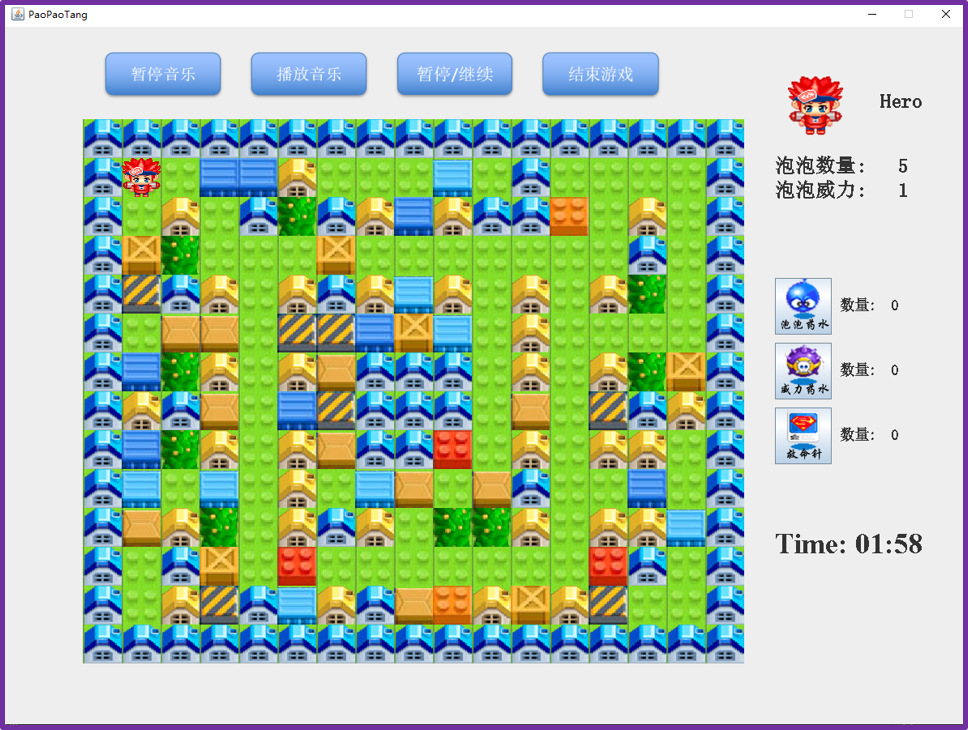 PaoPaoTang
暂停音乐
播放音乐
暂停/继续
结束游戏
Hero
泡泡数量: 5
泡泡威力: 1
泡泡药水
数量: 0
威力药水
数量: 0
救命针
数量: 0
Time: 01:58